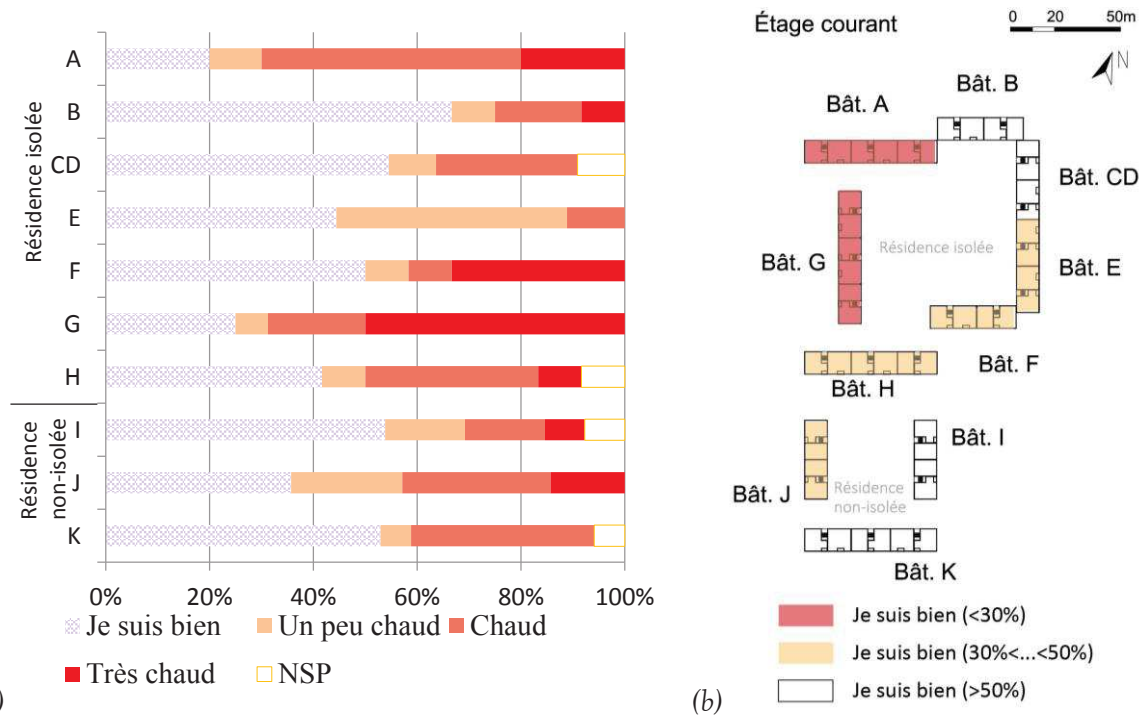 Résidence isolée
A
B
CD
E
F
G
H
Résidence
non-isolée
I
J
K
0% 20% 40% 60% 80% 100%
Je suis bien Un peu chaud Chaud
Très chaud NSP
)
Étage courant
0 20 50m
N
Bât. B
Bât. A
Bât. CD
Résidence isolée
Bât. G
Bât. E
Bât. F
Bât. H
Bât. I
Bât. J
Résidence
non-isolée
Bât. K
Je suis bien (<30%)
Je suis bien (30%<...<50%)
(b)
Je suis bien (>50%)